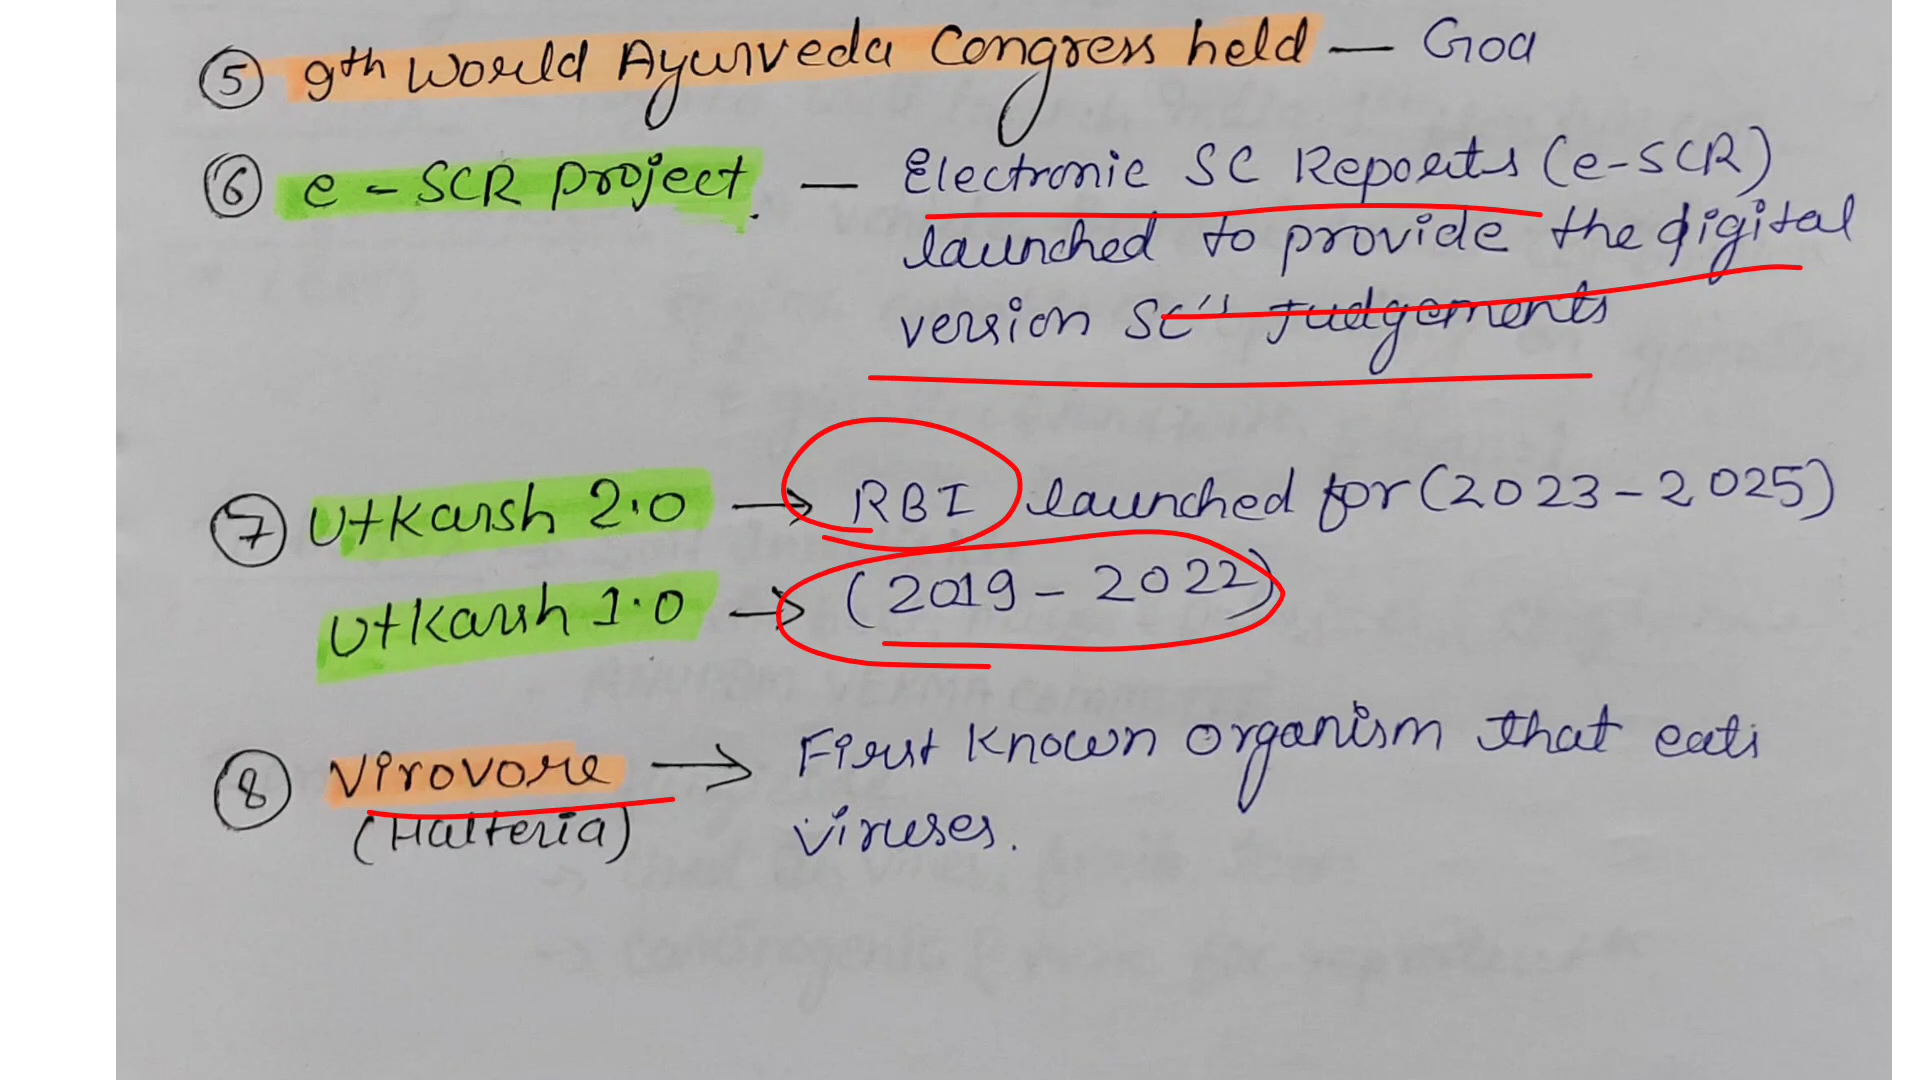 5 9th World Ayurveda Congress held — Goa
6 e-SCR project. — Electronic SC Reports (e-SCR)
launched to provide the digital
version SC's Judgements
7 Utkarsh 2.0 → RBI launched for (2023-2025)
Utkarsh 1.0 → (2019-2022)
8 Virovore → First Known organism that eats
(Halteria) viruses.